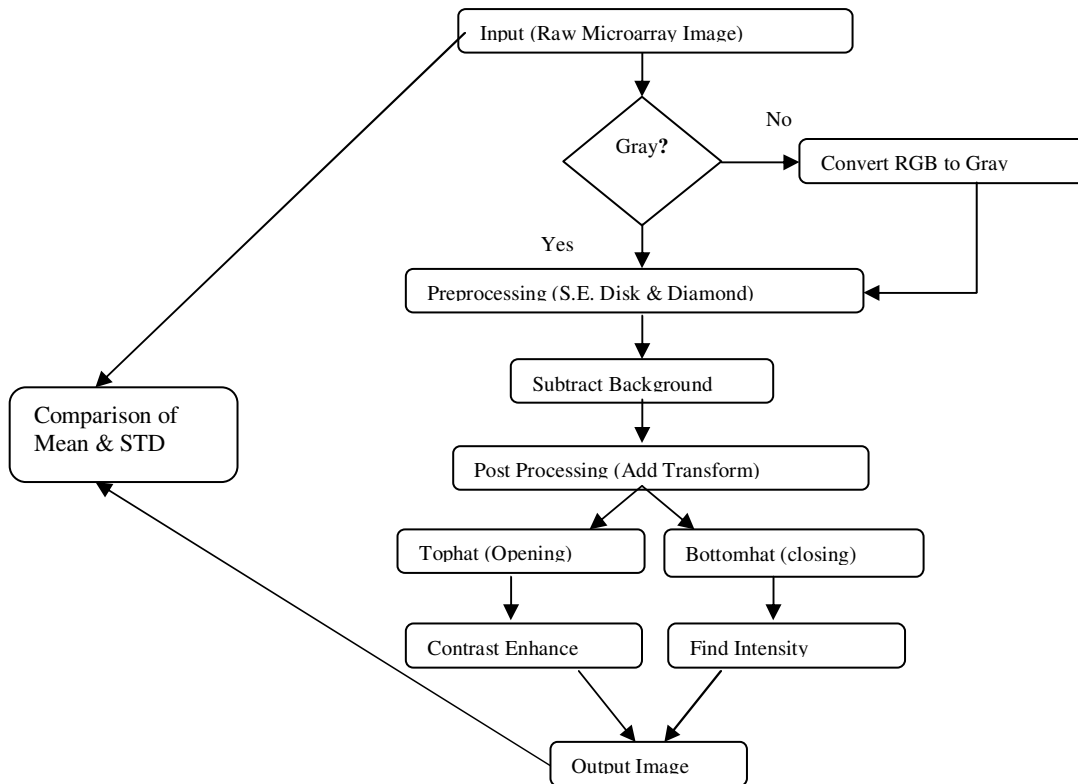 Input (Raw Microarray Image)
Gray?
No
Convert RGB to Gray
Yes
Preprocessing (S.E. Disk & Diamond)
Subtract Background
Comparison of
Mean & STD
Post Processing (Add Transform)
Tophat (Opening)
Bottomhat (closing)
Contrast Enhance
Find Intensity
Output Image